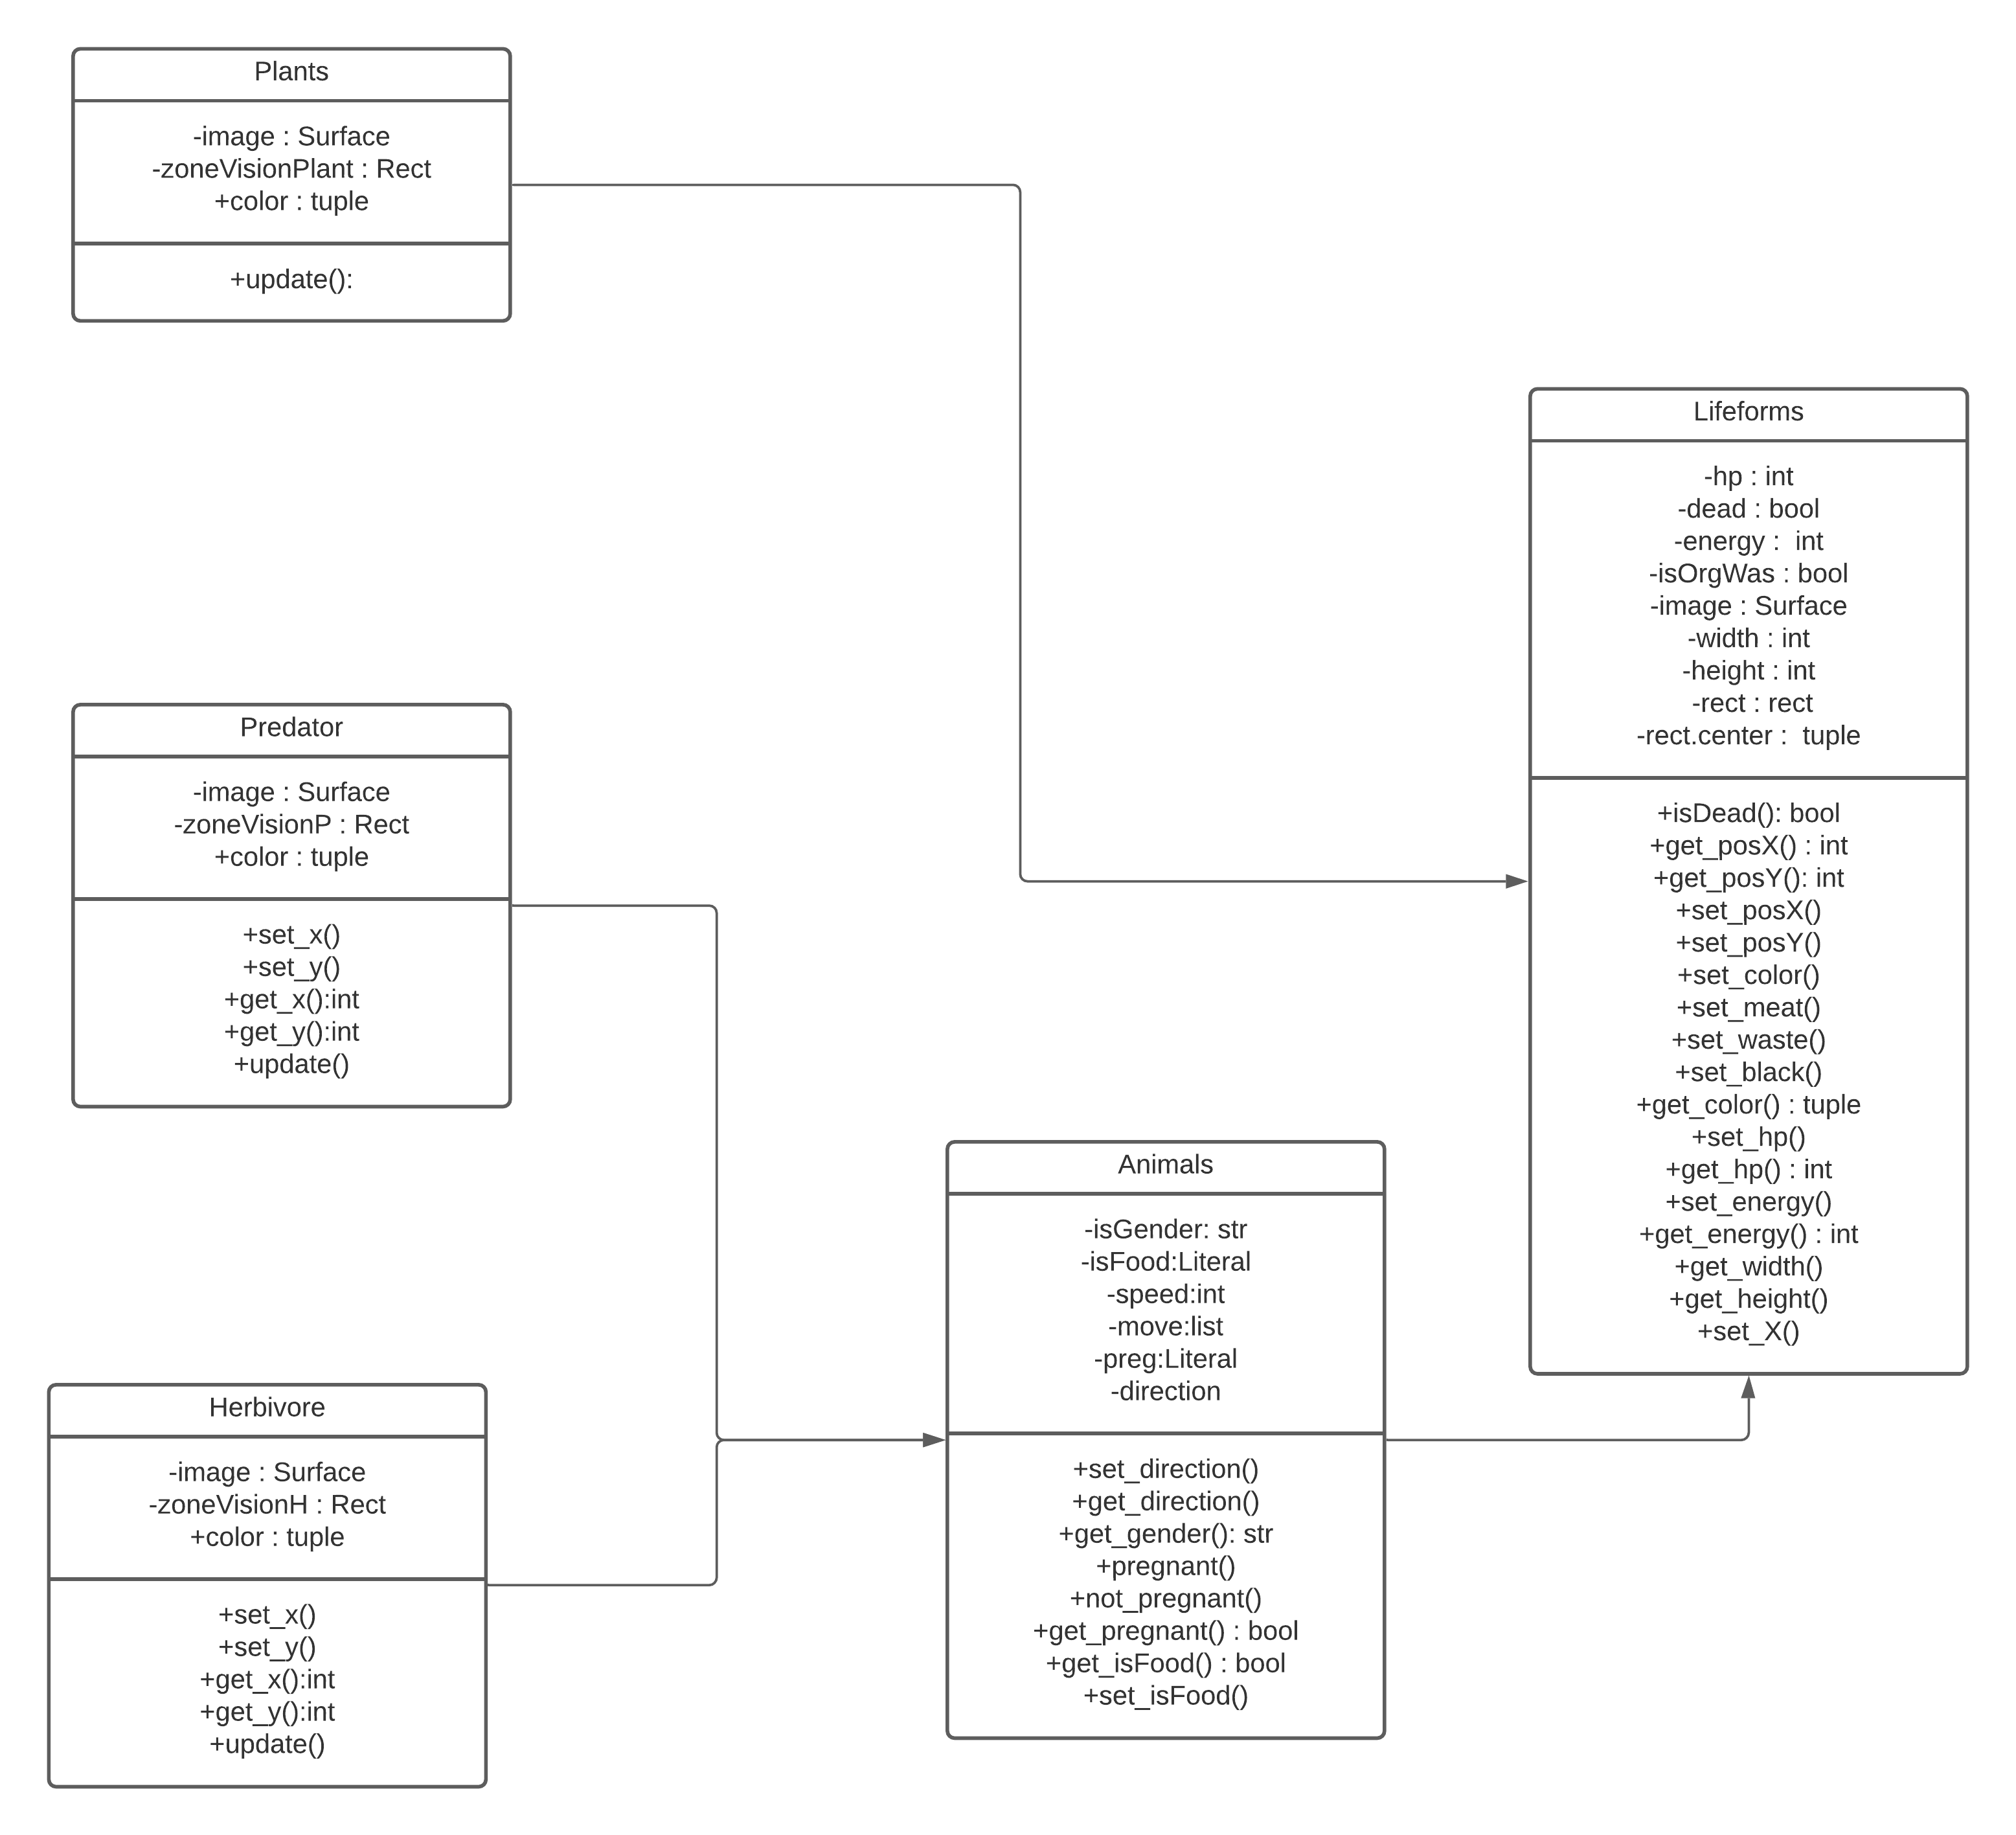 Plants
-image : Surface
-zoneVisionPlant : Rect
+color : tuple
+update():
Lifeforms
-hp : int
-dead : bool
-energy :  int
-isOrgWas : bool
-image : Surface
-width : int
-height : int
-rect : rect
-rect.center :  tuple
+isDead(): bool
+get_posX() : int
+get_posY(): int
+set_posX()
+set_posY()
+set_color()
+set_meat()
+set_waste()
+set_black()
+get_color() : tuple
+set_hp()
+get_hp() : int
+set_energy()
+get_energy() : int
+get_width()
+get_height()
+set_X()
Predator
-image : Surface
-zoneVisionP : Rect
+color : tuple
+set_x()
+set_y()
+get_x():int
+get_y():int
+update()
Animals
-isGender: str
-isFood:Literal
-speed:int
-move:list
-preg:Literal
-direction
+set_direction()
+get_direction()
+get_gender(): str
+pregnant()
+not_pregnant()
+get_pregnant() : bool
+get_isFood() : bool
+set_isFood()
Herbivore
-image : Surface
-zoneVisionH : Rect
+color : tuple
+set_x()
+set_y()
+get_x():int
+get_y():int
+update()